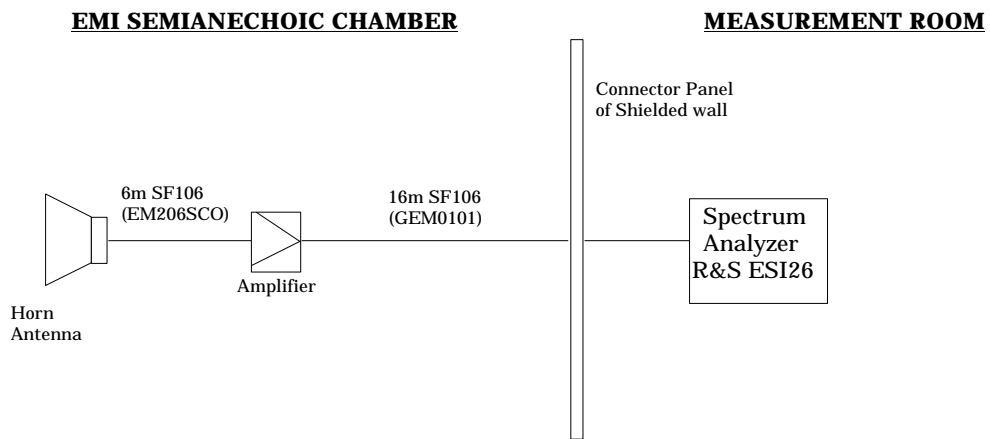 EMI SEMIANECHOIC CHAMBER
MEASUREMENT ROOM
Connector Panel
of Shielded wall
6m SF106
(EM206SCO)
16m SF106
(GEM0101)
Spectrum
Analyzer
R&S ESI26
Amplifier
Horn
Antenna